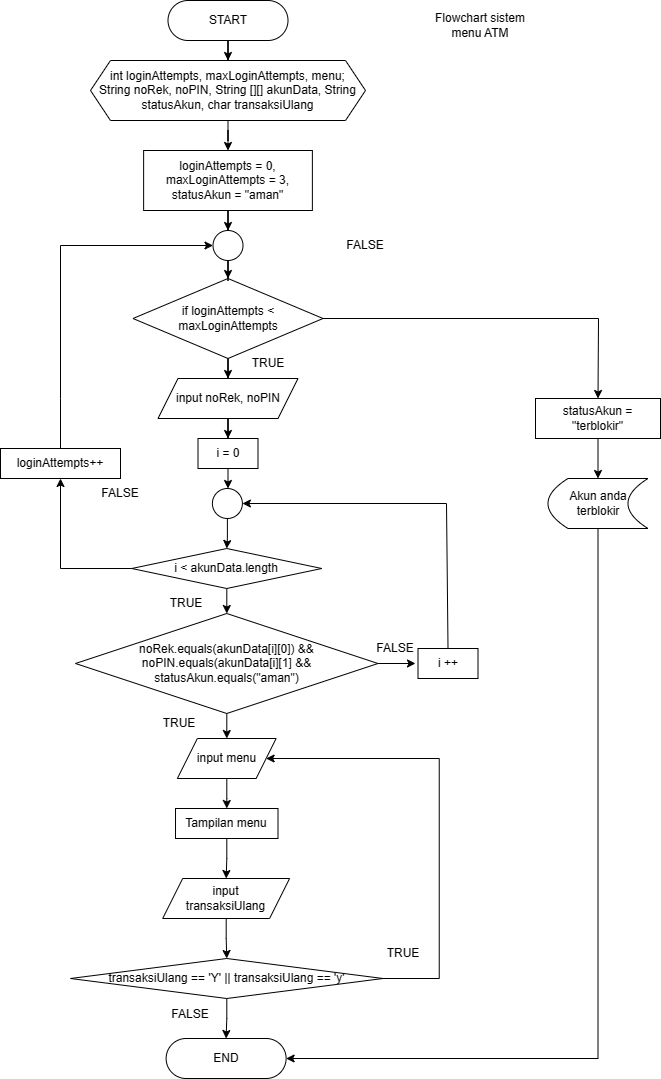 START
Flowchart sistem
menu ATM
int loginAttempts, maxLoginAttempts, menu;
String noRek, noPIN, String [][] akunData, String
statusAkun, char transaksiUlang
loginAttempts = 0,
maxLoginAttempts = 3,
statusAkun = "aman"
FALSE
if loginAttempts <
maxLoginAttempts
TRUE
input noRek, noPIN
statusAkun =
"terblokir"
i = 0
loginAttempts++
FALSE
Akun anda
terblokir
i < akunData.length
TRUE
noRek.equals(akunData[i][0]) &&
noPIN.equals(akunData[i][1] &&
statusAkun.equals("aman")
FALSE
i ++
TRUE
input menu
Tampilan menu
input
transaksiUlang
TRUE
transaksiUlang == 'Y' || transaksiUlang == 'y'
FALSE
END